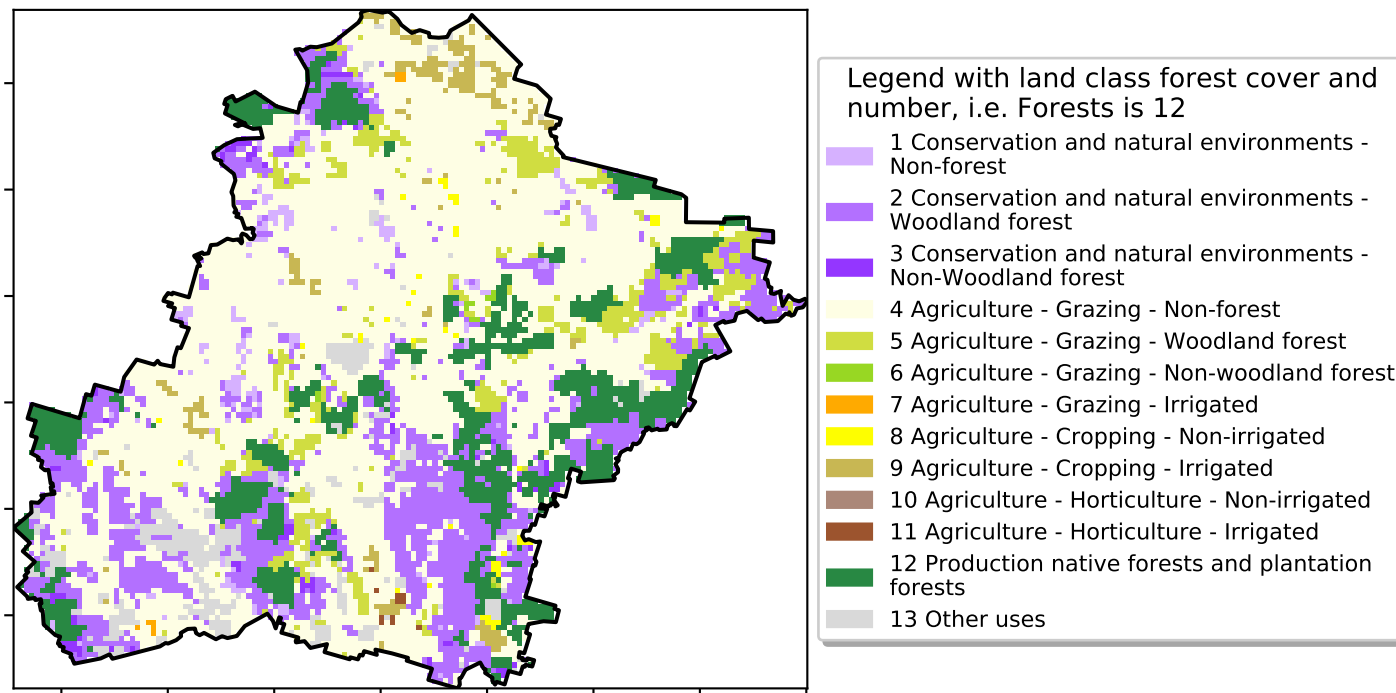 Legend with land class forest cover and
number, i.e. Forests is 12
1 Conservation and natural environments -
Non-forest
2 Conservation and natural environments -
Woodland forest
3 Conservation and natural environments -
Non-Woodland forest
4 Agriculture - Grazing - Non-forest
5 Agriculture - Grazing - Woodland forest
6 Agriculture - Grazing - Non-woodland forest
7 Agriculture - Grazing - Irrigated
8 Agriculture - Cropping - Non-irrigated
9 Agriculture - Cropping - Irrigated
10 Agriculture - Horticulture - Non-irrigated
11 Agriculture - Horticulture - Irrigated
12 Production native forests and plantation
forests
13 Other uses